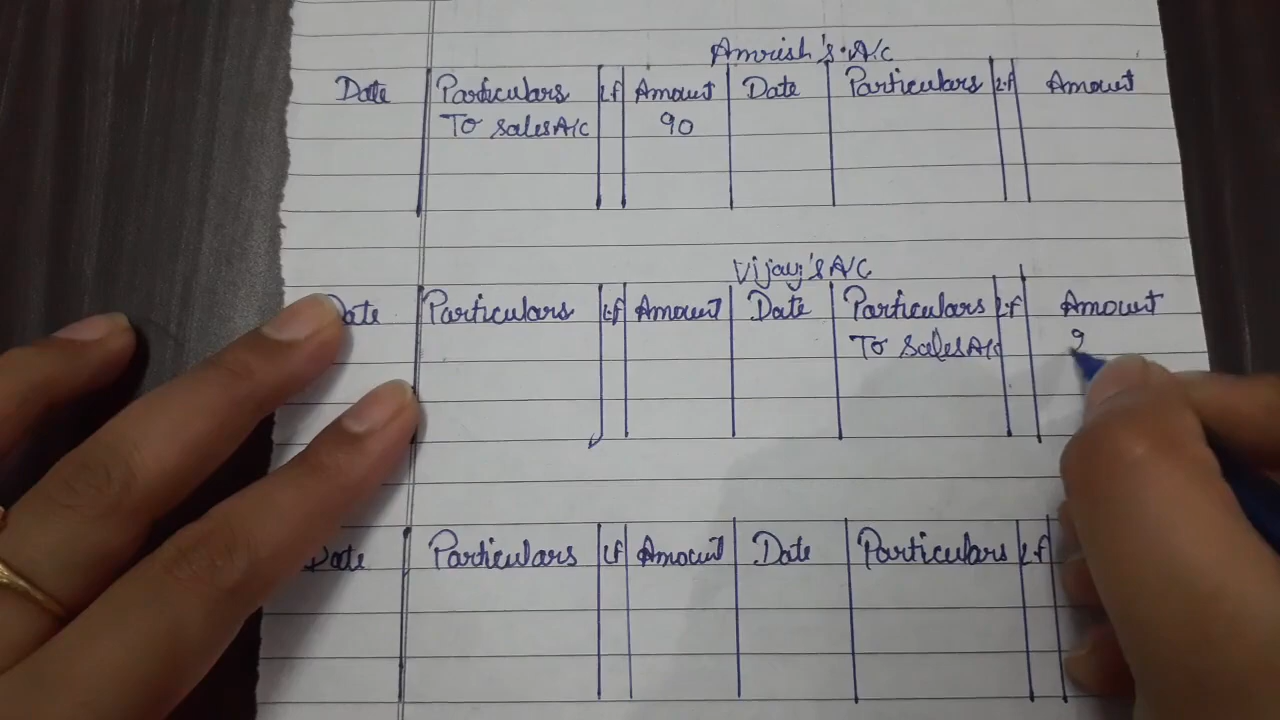 Amrish's A/C
Date Particulars L.f Amount Date Particulars L.f Amount
To Sales A/C 90
Vijay's A/C
Date Particulars L.f Amount Date Particulars L.f Amount
To Sales A/C 9
Date Particulars L.f Amount Date Particulars L.f